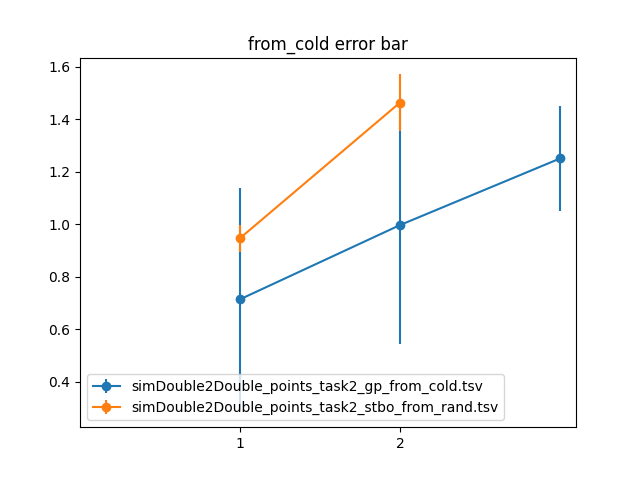 from_cold error bar
1.6
1.4
1.2
1.0
0.8
0.6
0.4
simDouble2Double_points_task2_gp_from_cold.tsv
simDouble2Double_points_task2_stbo_from_rand.tsv
1 2